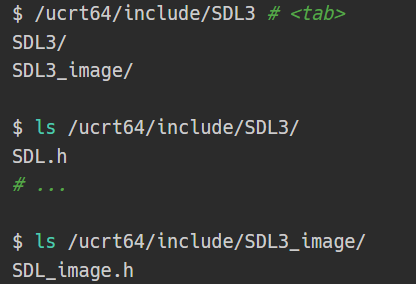 $ /ucrt64/include/SDL3 # <tab>
SDL3/
SDL3_image/
$ ls /ucrt64/include/SDL3/
SDL.h
# ...
$ ls /ucrt64/include/SDL3_image/
SDL_image.h